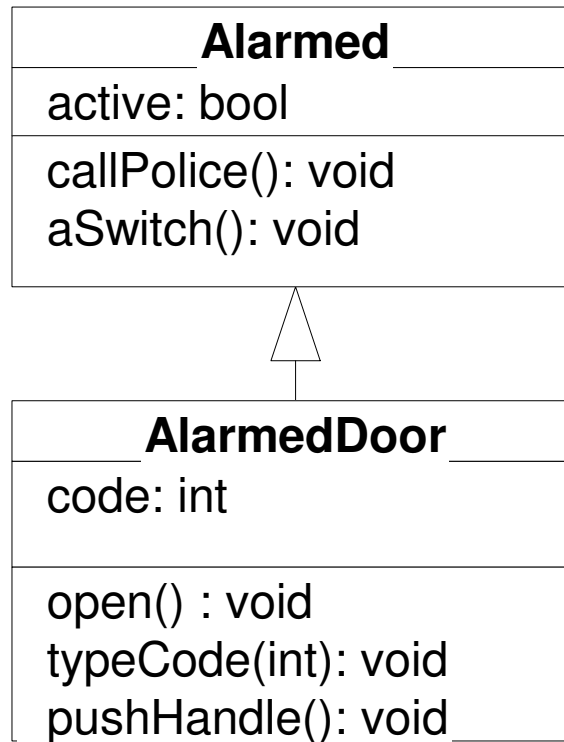 Alarmed
active: bool
callPolice(): void
aSwitch(): void
AlarmedDoor
code: int
open() : void
typeCode(int): void
pushHandle(): void